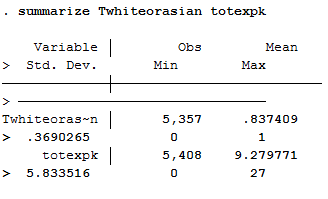 . summarize Twhiteorasian totexpk
Variable | Obs Mean
> Std. Dev. Min Max
>
Twhiteoras~n | 5,357 .837409
> .3690265 0 1
totexpk | 5,408 9.279771
> 5.833516 0 27